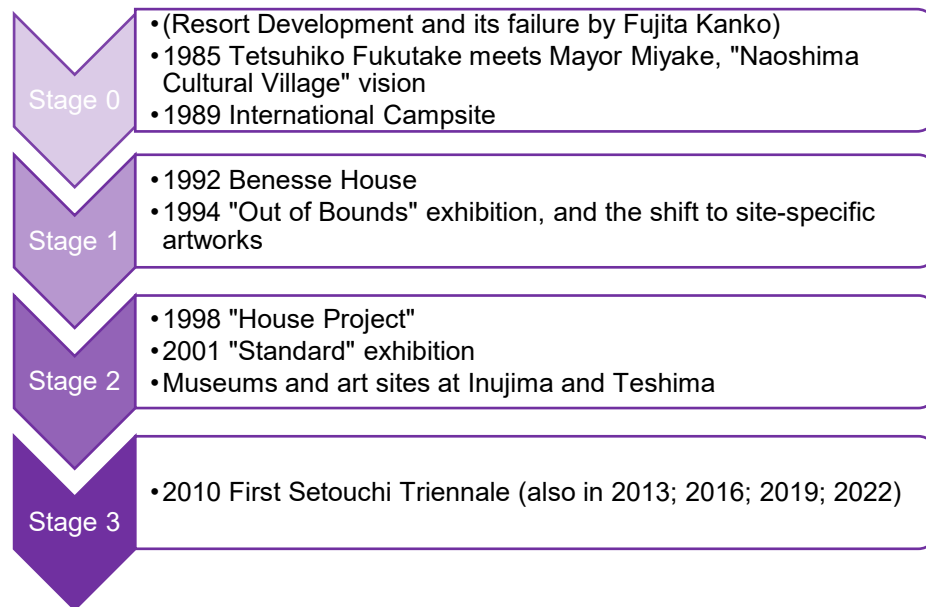 Stage 0
•(Resort Development and its failure by Fujita Kanko)
•1985 Tetsuhiko Fukutake meets Mayor Miyake, "Naoshima
Cultural Village" vision
•1989 International Campsite
Stage 1
•1992 Benesse House
•1994 "Out of Bounds" exhibition, and the shift to site-specific
artworks
Stage 2
•1998 "House Project"
•2001 "Standard" exhibition
•Museums and art sites at Inujima and Teshima
Stage 3
•2010 First Setouchi Triennale (also in 2013; 2016; 2019; 2022)